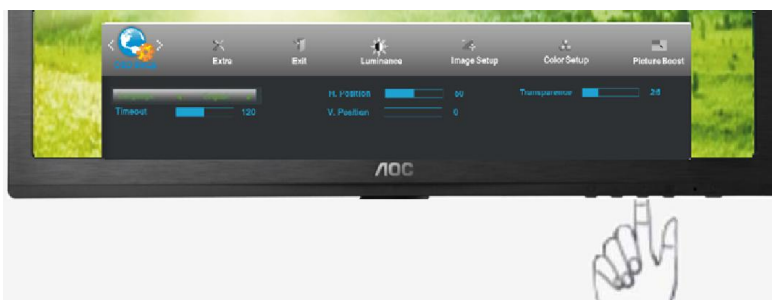 Extra Exit Luminance Image Setup Color Setup Picture Boost
H. Position 50 Transparence 25
Timeout 120 V. Position 0
AOC